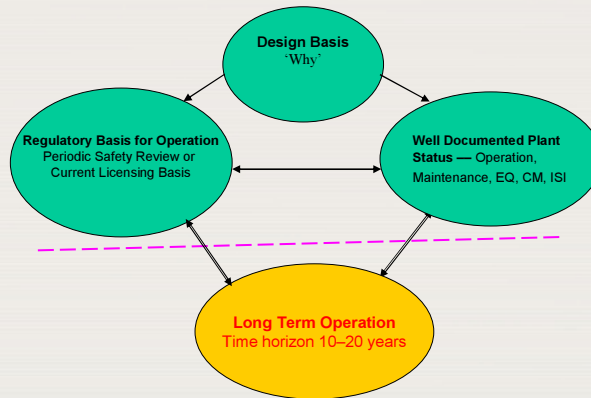 Design Basis
‘Why’
Regulatory Basis for Operation
Periodic Safety Review or
Current Licensing Basis
Well Documented Plant
Status — Operation,
Maintenance, EQ, CM, ISI
Long Term Operation
Time horizon 10–20 years